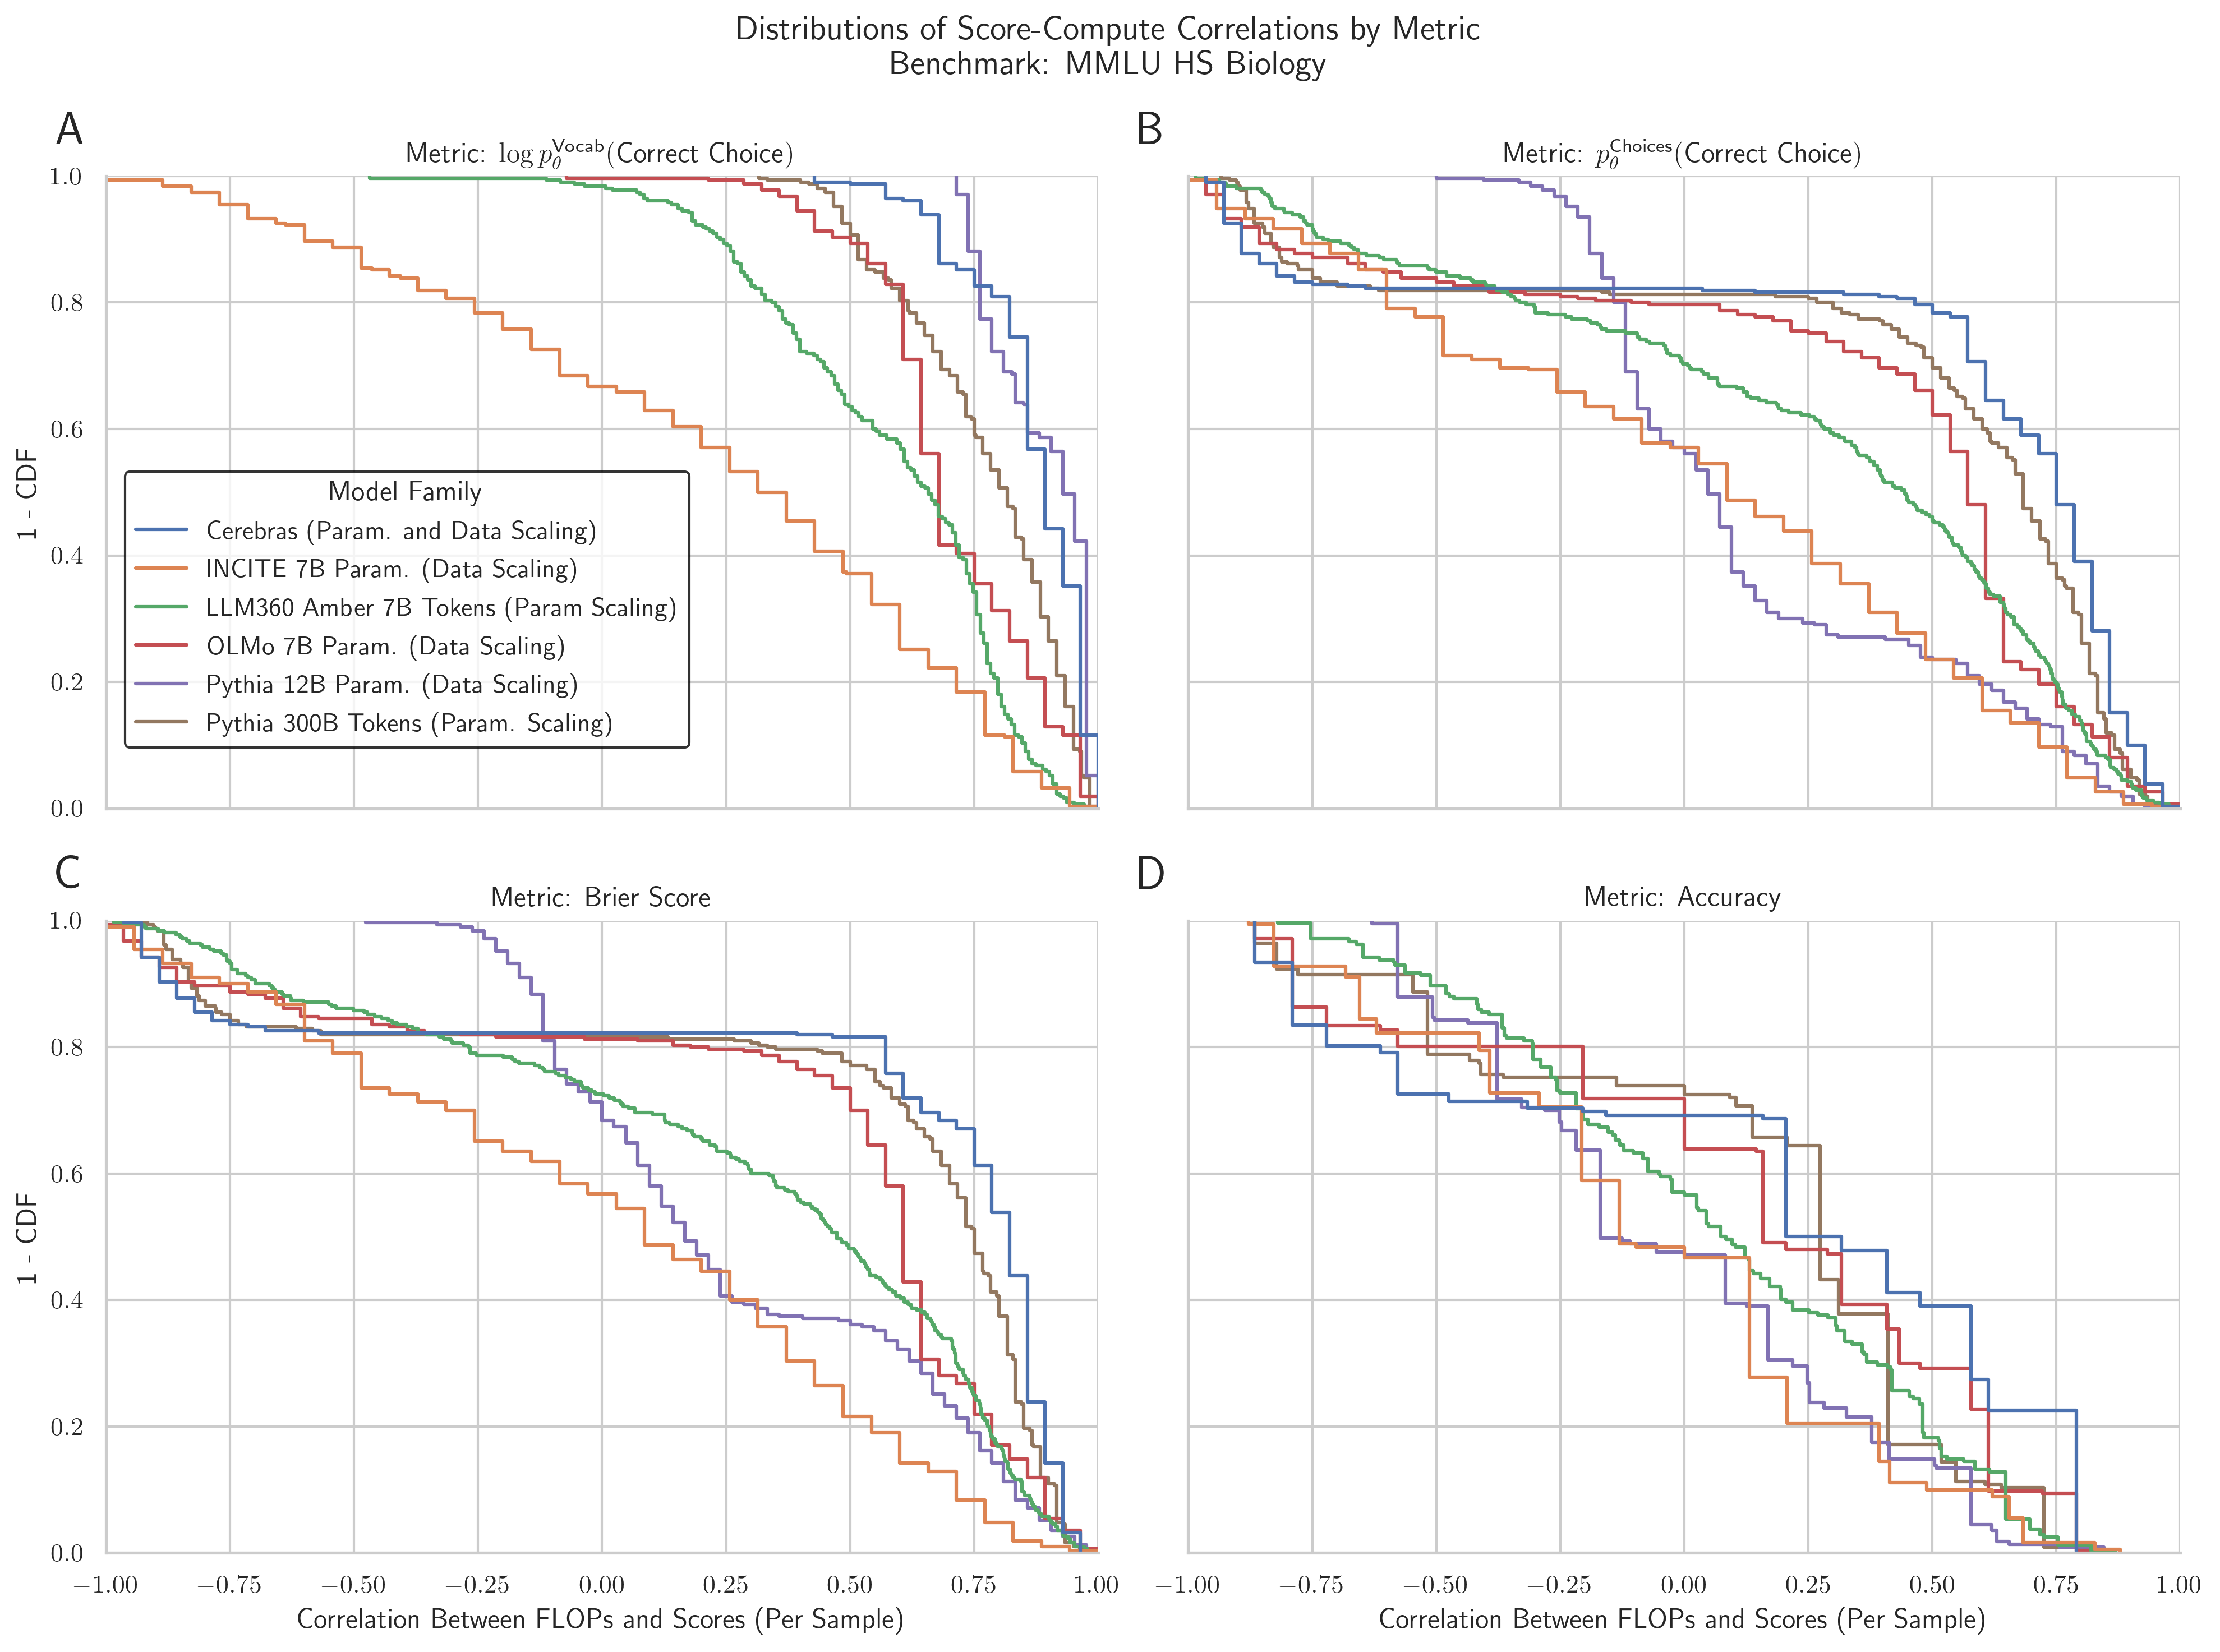 Distributions of Score-Compute Correlations by Metric
Benchmark: MMLU HS Biology
A
Metric: log p_θ^Vocab(Correct Choice)
1.0
0.8
0.6
0.4
0.2
0.0
1 - CDF
Model Family
Cerebras (Param. and Data Scaling)
INCITE 7B Param. (Data Scaling)
LLM360 Amber 7B Tokens (Param Scaling)
OLMo 7B Param. (Data Scaling)
Pythia 12B Param. (Data Scaling)
Pythia 300B Tokens (Param. Scaling)
B
Metric: p_θ^Choices(Correct Choice)
C
Metric: Brier Score
1.0
0.8
0.6
0.4
0.2
0.0
1 - CDF
−1.00 −0.75 −0.50 −0.25 0.00 0.25 0.50 0.75 1.00
Correlation Between FLOPs and Scores (Per Sample)
D
Metric: Accuracy
−1.00 −0.75 −0.50 −0.25 0.00 0.25 0.50 0.75 1.00
Correlation Between FLOPs and Scores (Per Sample)